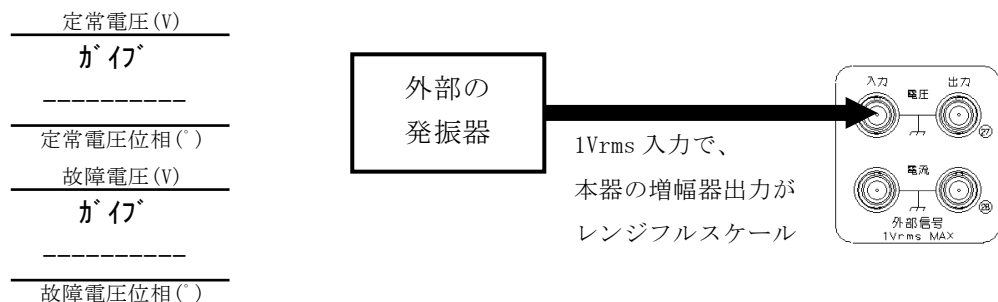 定常電圧(V)
ｶﾞｲﾌﾞ
----------
定常電圧位相(ﾟ)
故障電圧(V)
ｶﾞｲﾌﾞ
----------
故障電圧位相(ﾟ)
外部の
発振器
1Vrms 入力で、
本器の増幅器出力が
レンジフルスケール
入力 出力
電圧
㉗
電流
㉘
外部信号
1Vrms MAX